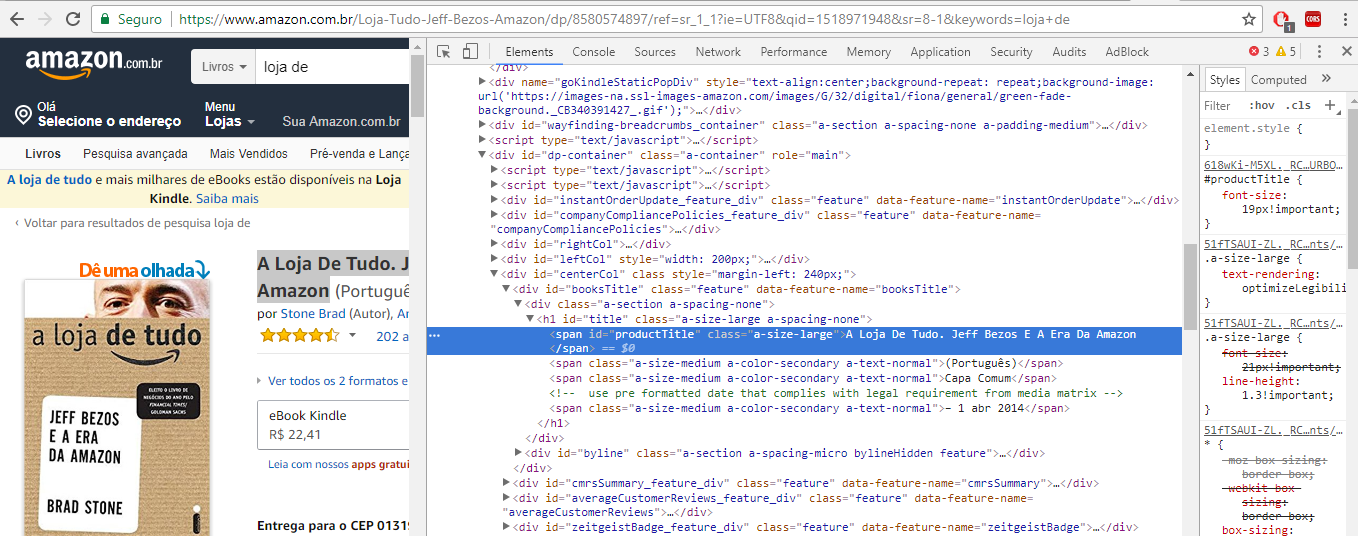 Seguro https://www.amazon.com.br/Loja-Tudo-Jeff-Bezos-Amazon/dp/8580574897/ref=sr_1_1?ie=UTF8&qid=1518971948&sr=8-1&keywords=loja+de
1
CORS
amazon.com.br
Livros
loja de
Olá
Selecione o endereço
Menu
Lojas
Sua Amazon.com.br
Livros Pesquisa avançada Mais Vendidos Pré-venda e Lança
A loja de tudo e mais milhares de eBooks estão disponíveis na Loja
Kindle. Saiba mais
‹ Voltar para resultados de pesquisa loja de
Dê uma olhada
a loja de tudo
ELEITO O LIVRO DE
NEGÓCIOS DO ANO PELO
FINANCIAL TIMES/
GOLDMAN SACHS
JEFF BEZOS
E A ERA
DA AMAZON
BRAD STONE
A Loja De Tudo. J
Amazon (Portuguê
por Stone Brad (Autor), Ar
202 a
Ver todos os 2 formatos e
eBook Kindle
R$ 22,41
Leia com nossos apps gratui
Entrega para o CEP 01319
Elements Console Sources Network Performance Memory Application Security Audits AdBlock
3 5
</div>
<div name="goKindleStaticPopDiv" style="text-align:center;background-repeat: repeat;background-image:
url('https://images-na.ssl-images-amazon.com/images/G/32/digital/fiona/general/green-fade-
background._CB340391427_.gif');">…</div>
<div id="wayfinding-breadcrumbs_container" class="a-section a-spacing-none a-padding-medium">…</div>
<script type="text/javascript">…</script>
<div id="dp-container" class="a-container" role="main">
<script type="text/javascript">…</script>
<script type="text/javascript">…</script>
<div id="instantOrderUpdate_feature_div" class="feature" data-feature-name="instantOrderUpdate">…</div>
<div id="companyCompliancePolicies_feature_div" class="feature" data-feature-name=
"companyCompliancePolicies">…</div>
<div id="rightCol">…</div>
<div id="leftCol" style="width: 200px;">…</div>
<div id="centerCol" class style="margin-left: 240px;">
<div id="booksTitle" class="feature" data-feature-name="booksTitle">
<div class="a-section a-spacing-none">
<h1 id="title" class="a-size-large a-spacing-none">
… <span id="productTitle" class="a-size-large">A Loja De Tudo. Jeff Bezos E A Era Da Amazon
</span> == $0
<span class="a-size-medium a-color-secondary a-text-normal">(Português)</span>
<span class="a-size-medium a-color-secondary a-text-normal">Capa Comum</span>
<!-- use pre formatted date that complies with legal requirement from media matrix -->
<span class="a-size-medium a-color-secondary a-text-normal">– 1 abr 2014</span>
</h1>
</div>
<div id="byline" class="a-section a-spacing-micro bylineHidden feature">…</div>
</div>
<div id="cmrsSummary_feature_div" class="feature" data-feature-name="cmrsSummary">…</div>
<div id="averageCustomerReviews_feature_div" class="feature" data-feature-name=
"averageCustomerReviews">…</div>
<div id="zeitgeistBadge_feature_div" class="feature" data-feature-name="zeitgeistBadge">…</div>
Styles Computed »
Filter :hov .cls +
element.style {
}
618wKi-M5XL._RC…URBO…
#productTitle {
font-size:
19px!important;
}
51fTSAUI-ZL._RC…nts/…
.a-size-large {
text-rendering:
optimizeLegibili
}
51fTSAUI-ZL._RC…nts/…
.a-size-large {
font-size:
21px!important;
line-height:
1.3!important;
}
51fTSAUI-ZL._RC…nts/…
* {
-moz-box-sizing:
border-box;
-webkit-box-
sizing:
border-box;
box-sizing: